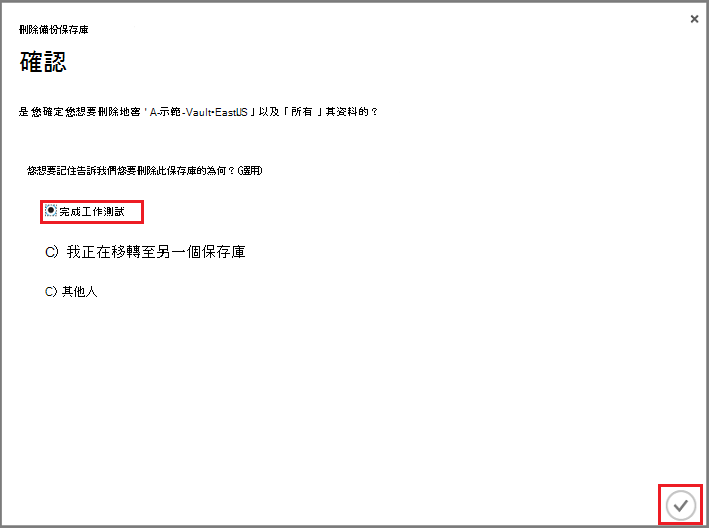 刪除備份保存庫
確認
是 您確定您想要刪除地窖 ' A-示範-Vault-EastUS」以及「所有 」其資料的？
您想要記住告訴我們您要刪除此保存庫的為何？ (選用)
完成工作測試
C) 我正在移轉至另一個保存庫
C) 其他人